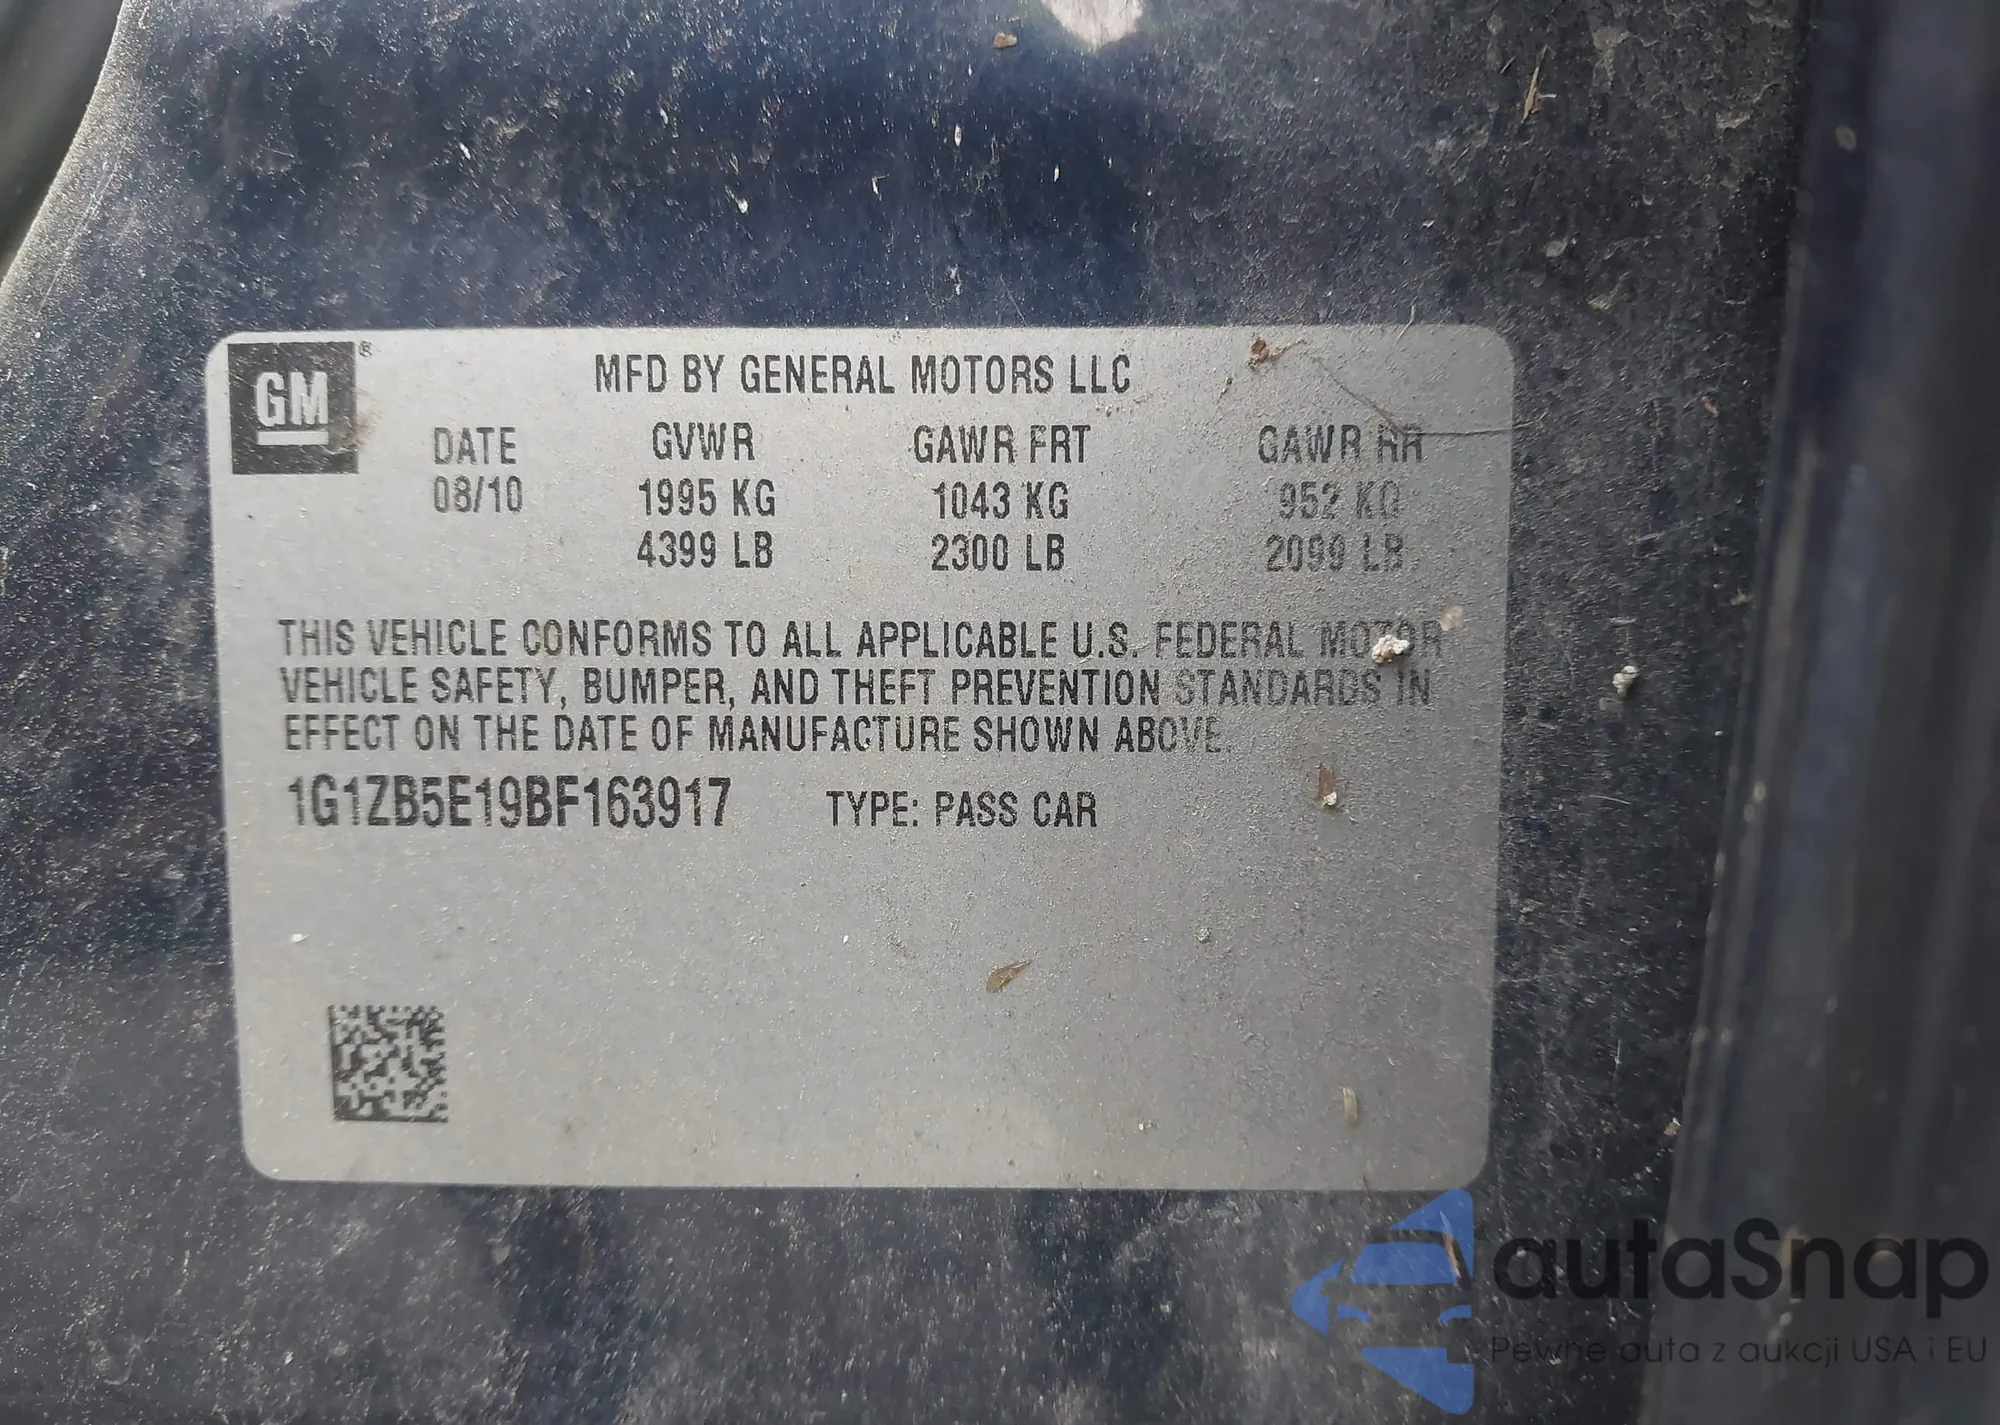 GM ® MFD BY GENERAL MOTORS LLC
DATE GVWR GAWR FRT GAWR RR
08/10 1995 KG 1043 KG 952 KG
4399 LB 2300 LB 2099 LB
THIS VEHICLE CONFORMS TO ALL APPLICABLE U.S. FEDERAL MOTOR
VEHICLE SAFETY, BUMPER, AND THEFT PREVENTION STANDARDS IN
EFFECT ON THE DATE OF MANUFACTURE SHOWN ABOVE.
1G1ZB5E19BF163917 TYPE: PASS CAR
autaSnap
Pewne auta z aukcji USA i EU